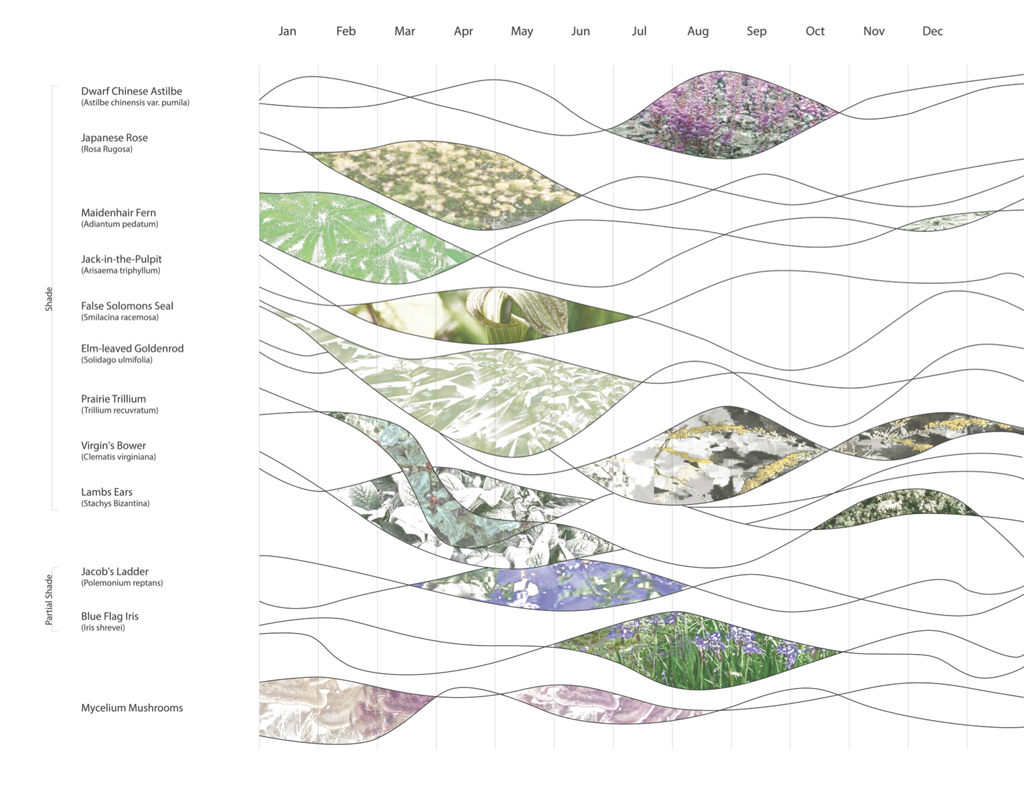 Jan Feb Mar Apr May Jun Jul Aug Sep Oct Nov Dec
Shade
Dwarf Chinese Astilbe
(Astilbe chinensis var. pumila)
Japanese Rose
(Rosa Rugosa)
Maidenhair Fern
(Adiantum pedatum)
Jack-in-the-Pulpit
(Arisaema triphyllum)
False Solomons Seal
(Smilacina racemosa)
Elm-leaved Goldenrod
(Solidago ulmifolia)
Prairie Trillium
(Trillium recuvratum)
Virgin's Bower
(Clematis virginiana)
Lambs Ears
(Stachys Bizantina)
Partial Shade
Jacob's Ladder
(Polemonium reptans)
Blue Flag Iris
(Iris shrevei)
Mycelium Mushrooms